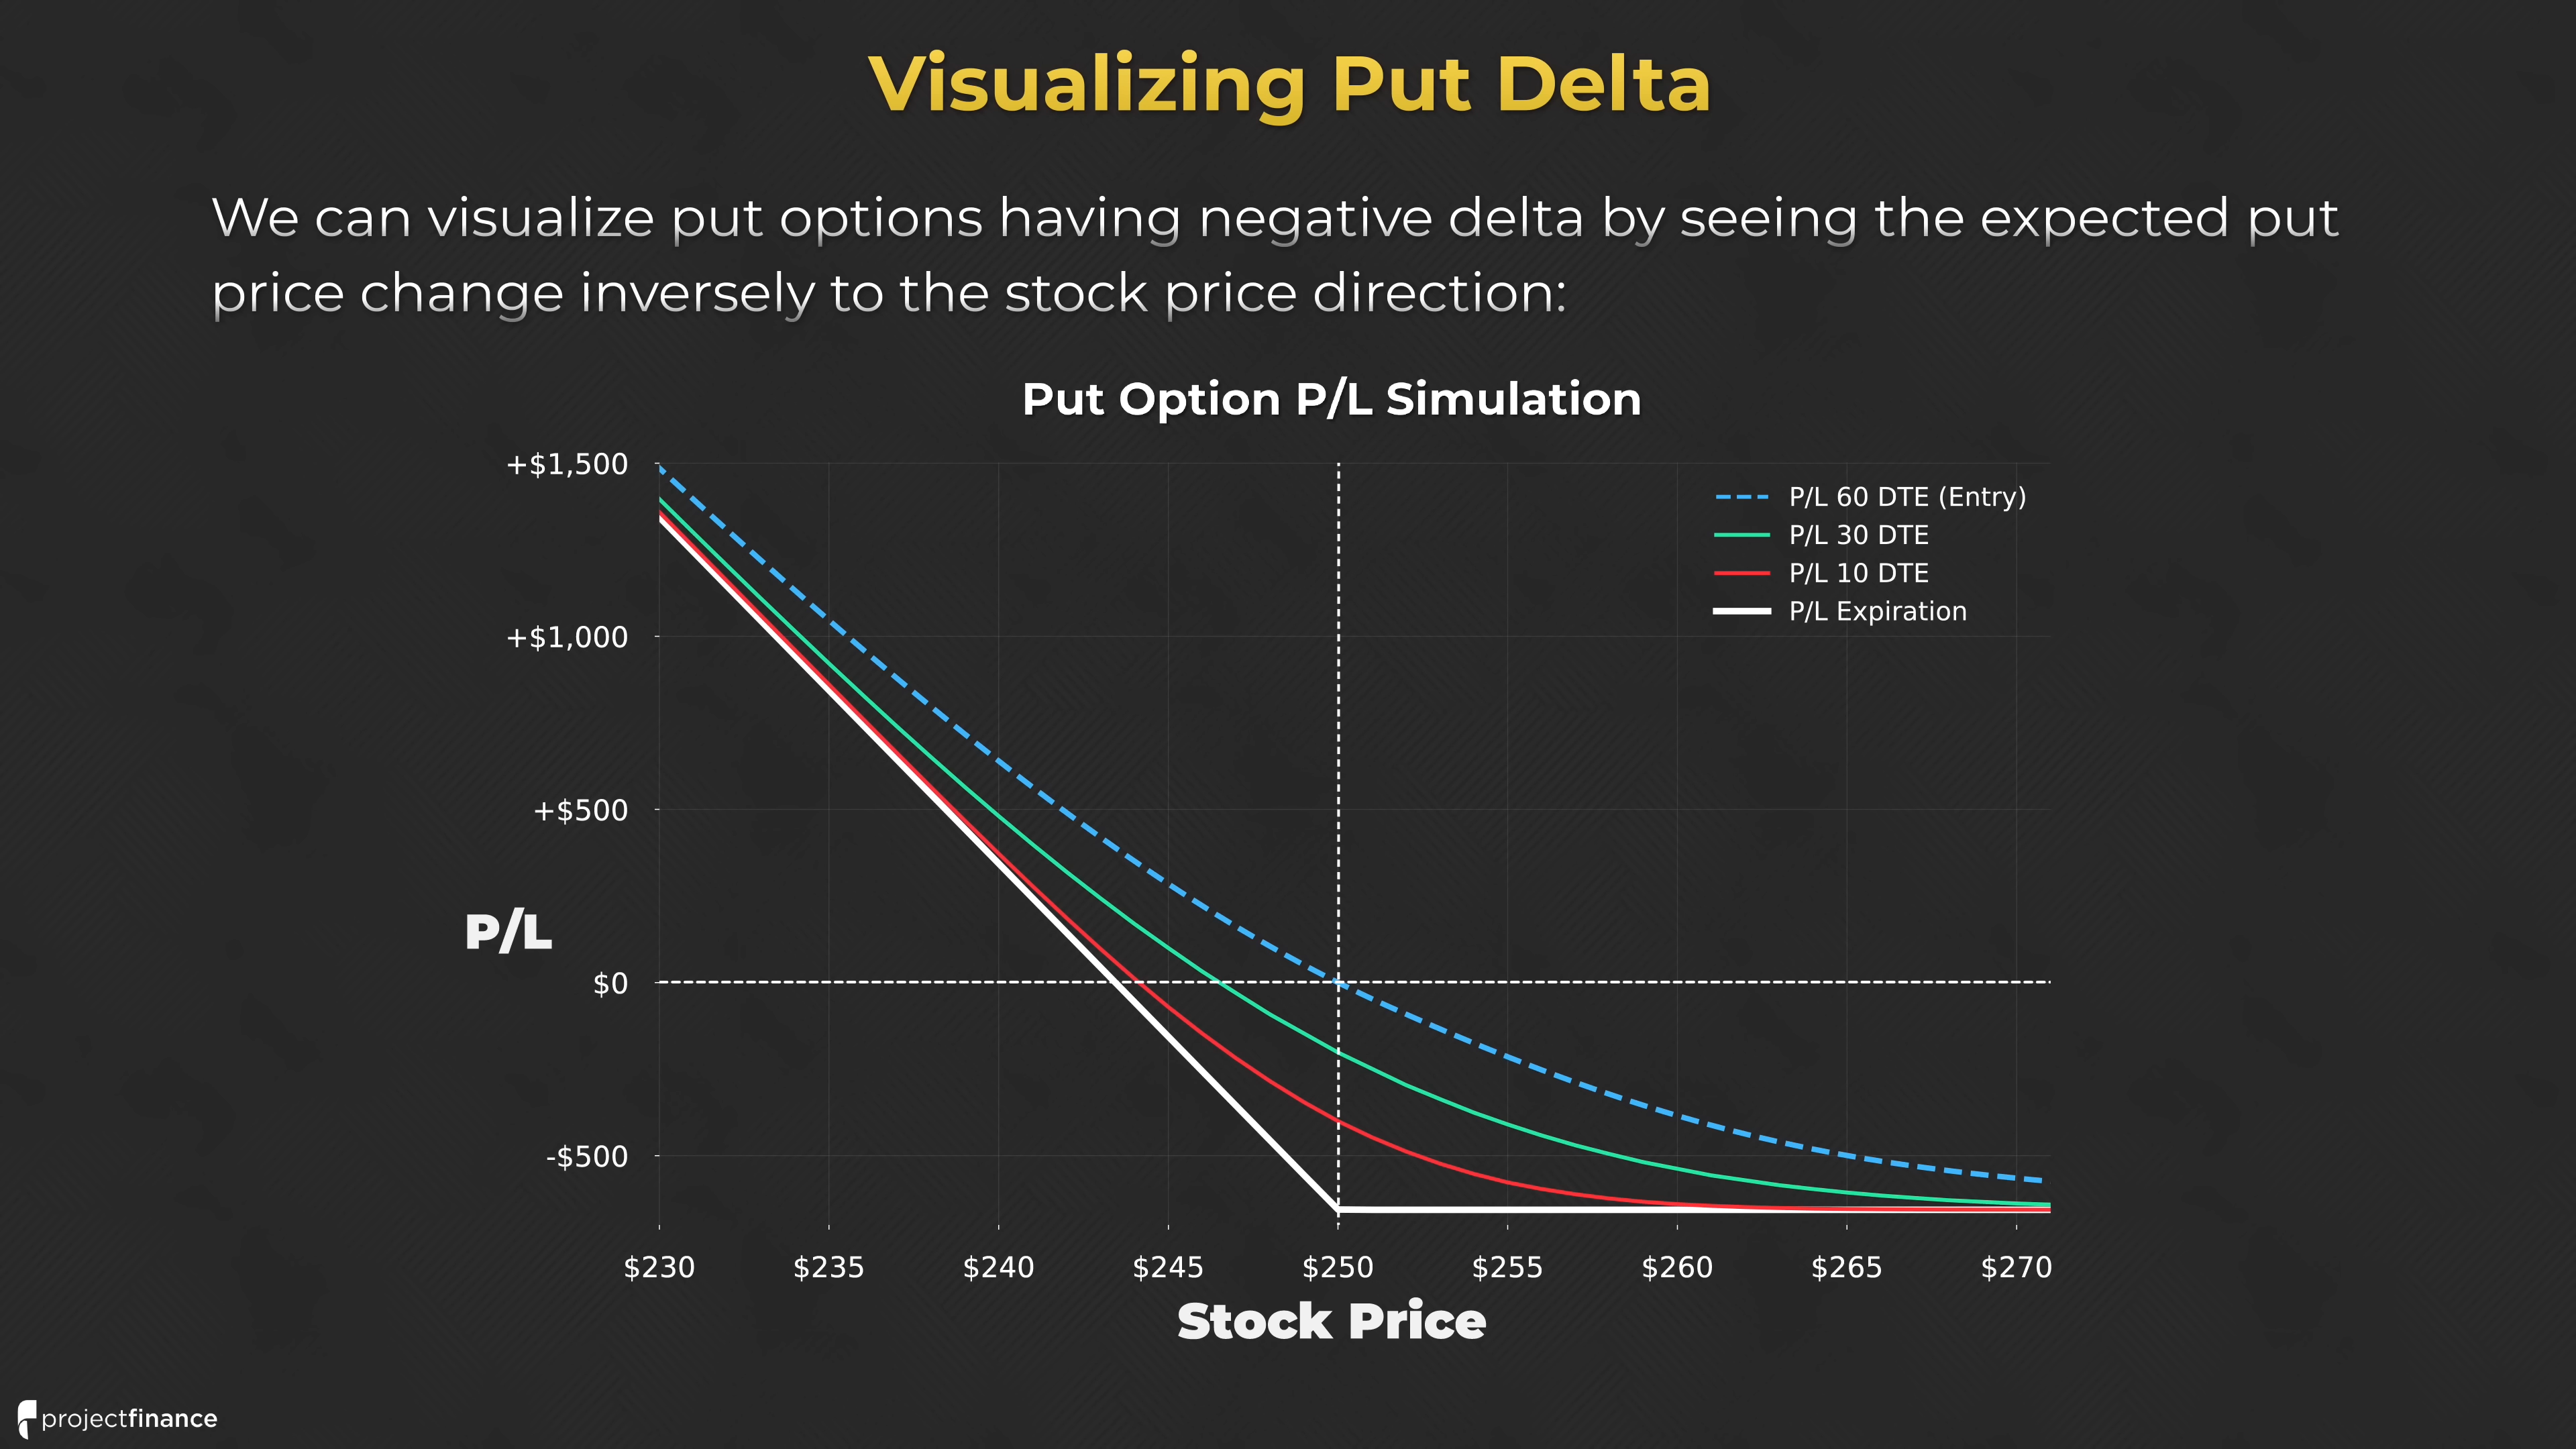 Visualizing Put Delta
We can visualize put options having negative delta by seeing the expected put
price change inversely to the stock price direction:
Put Option P/L Simulation
+$1,500
+$1,000
+$500
$0
-$500
P/L
P/L 60 DTE (Entry)
P/L 30 DTE
P/L 10 DTE
P/L Expiration
$230 $235 $240 $245 $250 $255 $260 $265 $270
Stock Price
projectfinance